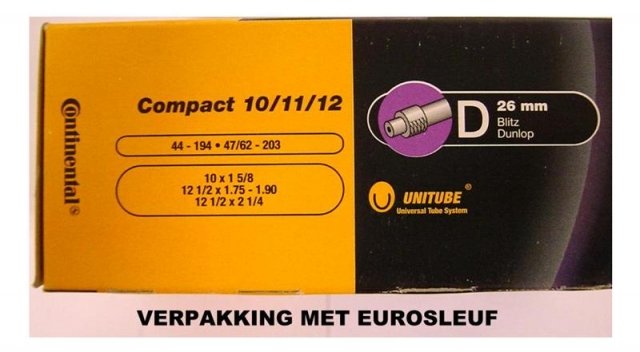 Continental®
Compact 10/11/12
44 - 194 • 47/62 - 203
10 x 1 5/8
12 1/2 x 1.75 - 1.90
12 1/2 x 2 1/4
D
26 mm
Blitz
Dunlop
UNITUBE®
Universal Tube System
VERPAKKING MET EUROSLEUF